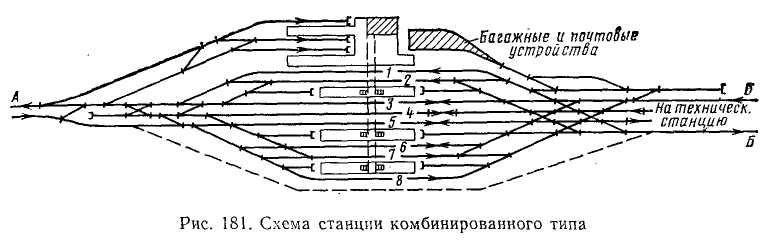 Багажные и почтовые
устройства
1
2
А
3
В
4
На техническ.
5
станцию
Б
6
7
8
Рис. 181. Схема станции комбинированного типа